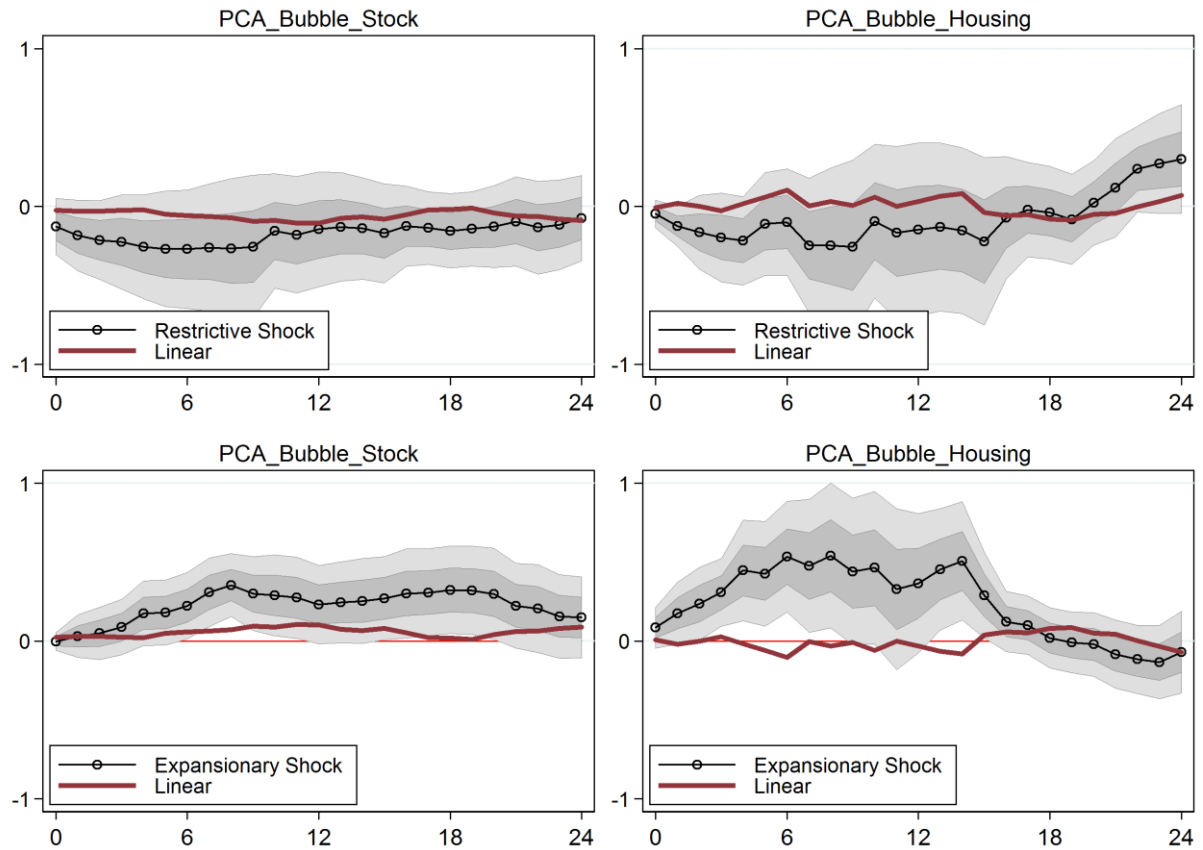 PCA_Bubble_Stock
1
0
-1
Restrictive Shock
Linear
0 6 12 18 24
PCA_Bubble_Housing
1
0
-1
Restrictive Shock
Linear
0 6 12 18 24
PCA_Bubble_Stock
1
0
-1
Expansionary Shock
Linear
0 6 12 18 24
PCA_Bubble_Housing
1
0
-1
Expansionary Shock
Linear
0 6 12 18 24